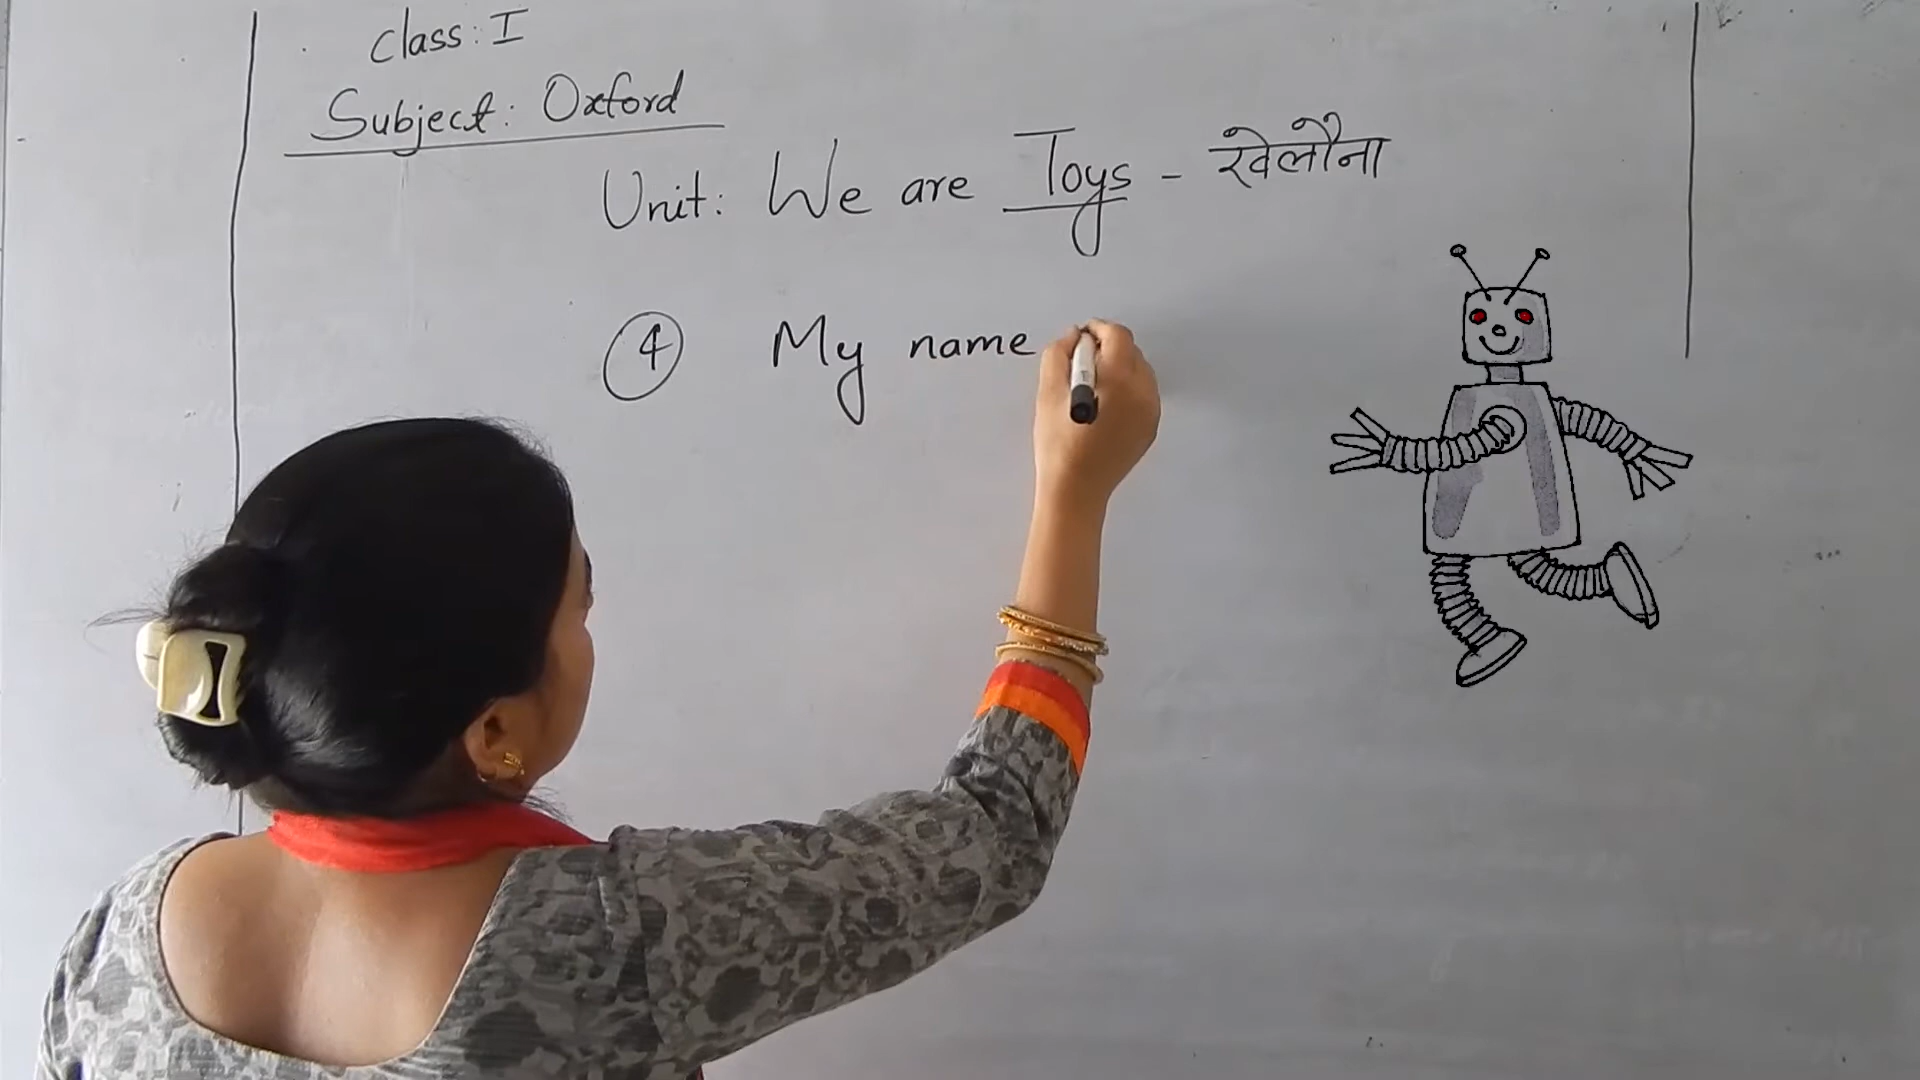 Class: I
Subject: Oxford
Unit: We are Toys - खेलौना
4 My name